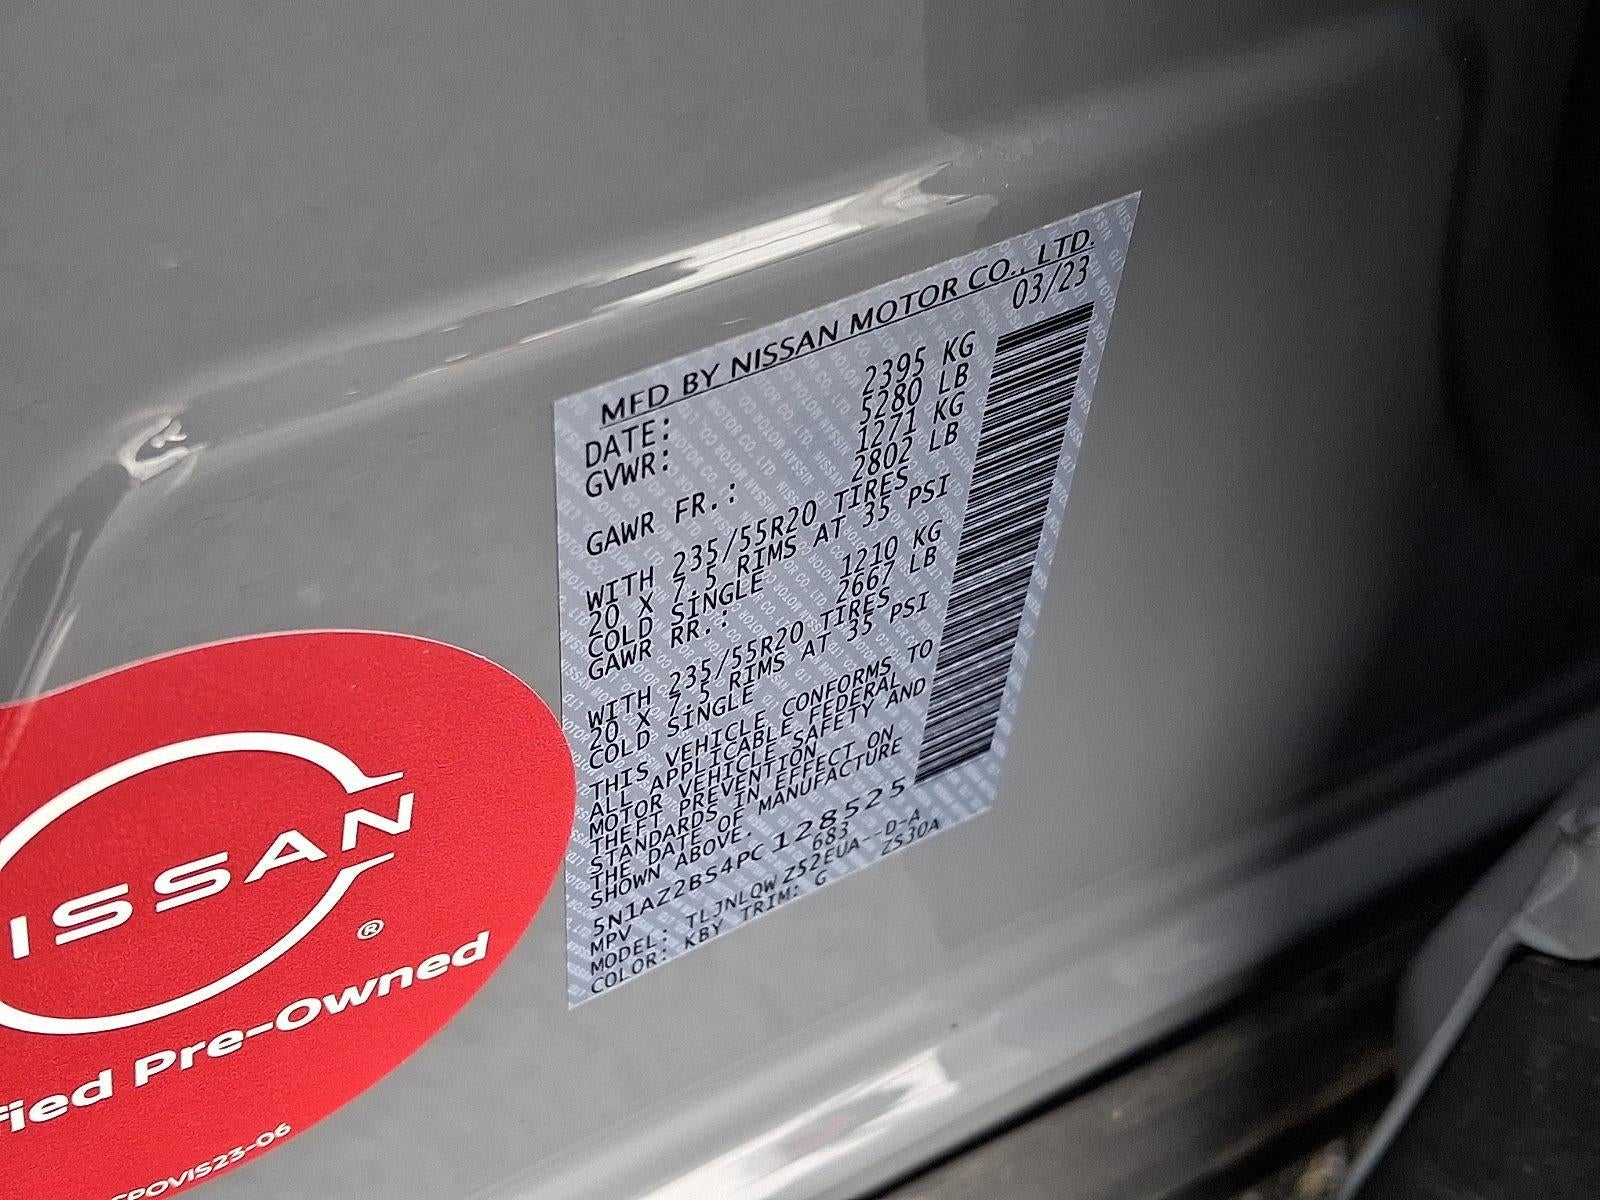 MFD BY NISSAN MOTOR CO., LTD.
DATE: 03/23
GVWR: 2395 KG
5280 LB
GAWR FR.: 1271 KG
2802 LB
WITH 235/55R20 TIRES
20 X 7.5 RIMS AT 35 PSI
COLD SINGLE
GAWR RR.: 1210 KG
2667 LB
WITH 235/55R20 TIRES
20 X 7.5 RIMS AT 35 PSI
COLD SINGLE
THIS VEHICLE CONFORMS TO
ALL APPLICABLE FEDERAL
MOTOR VEHICLE SAFETY AND
THEFT PREVENTION
STANDARDS IN EFFECT ON
THE DATE OF MANUFACTURE
SHOWN ABOVE.
5N1AZ2BS4PC128525
MPV 683
MODEL: TLJNLQWZ52EUA--D-A
COLOR: KBY TRIM: G ZS30A
NISSAN
®
fied Pre-Owned
CPOVIS23-06